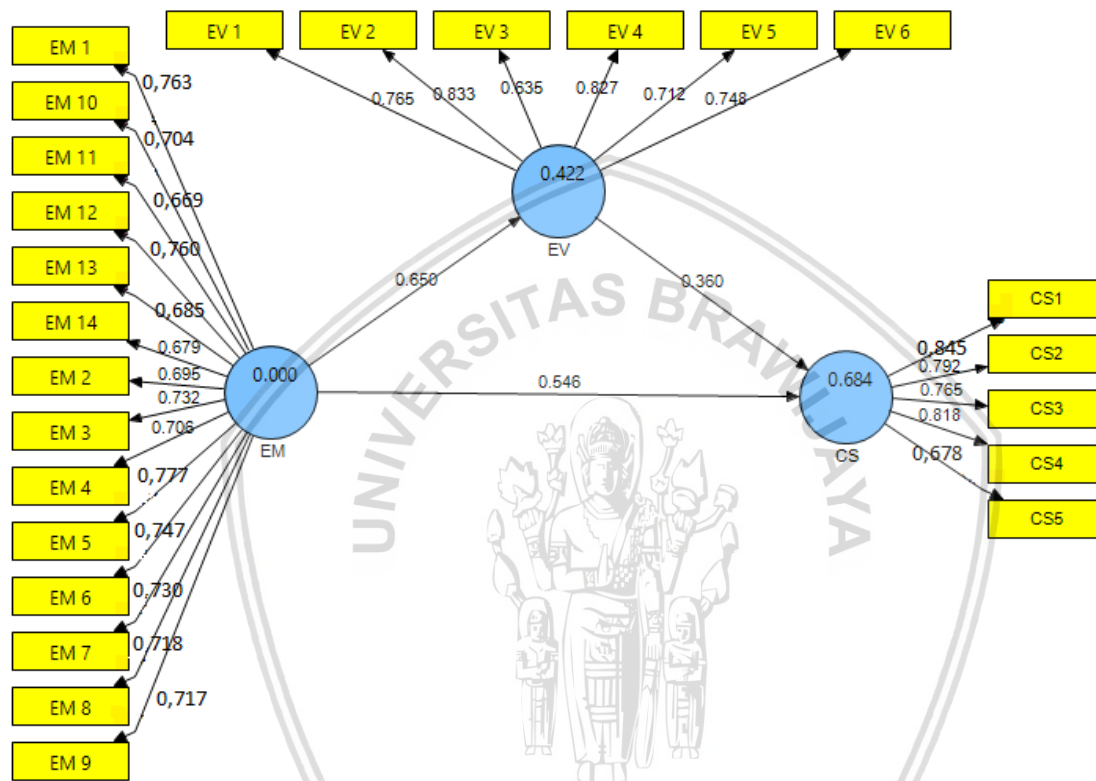 EM 1
EM 10
EM 11
EM 12
EM 13
EM 14
EM 2
EM 3
EM 4
EM 5
EM 6
EM 7
EM 8
EM 9
0,763
0,704
0,669
0,760
0,685
0.679
0.695
0.732
0.706
0,777
0,747
0,730
0,718
0,717
EV 1
EV 2
EV 3
EV 4
EV 5
EV 6
0.765
0.833
0.635
0.827
0.712
0.748
0.422
EV
0.650
0.360
0.000
EM
0.546
0.684
CS
0,845
0.792
0.765
0.818
0,678
CS1
CS2
CS3
CS4
CS5
UNIVERSITAS BRAWIJAYA